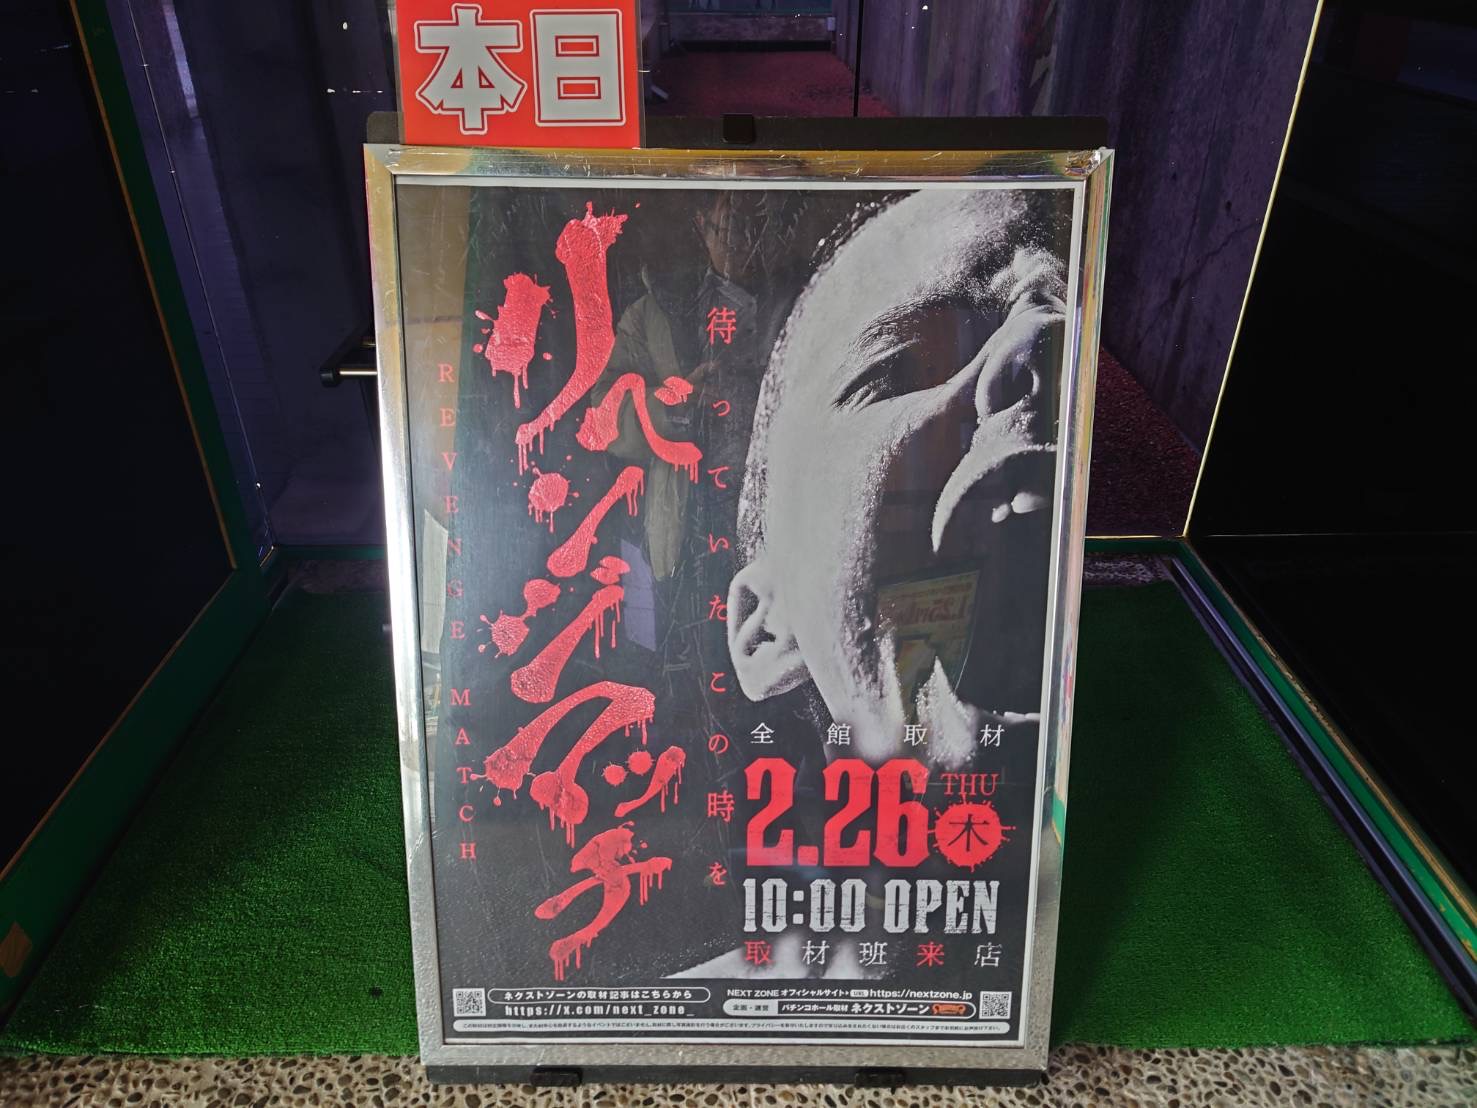 本日
リベンジマッチ
REVENGE MATCH
待っていたこの時を
全館取材
2.26 THU
木
10:00 OPEN
取材班来店
ネクストゾーンの取材記事はこちらから
https://x.com/next_zone_
NEXT ZONE オフィシャルサイト▶ https://nextzone.jp
企画・運営 パチンコホール取材 ネクストゾーン